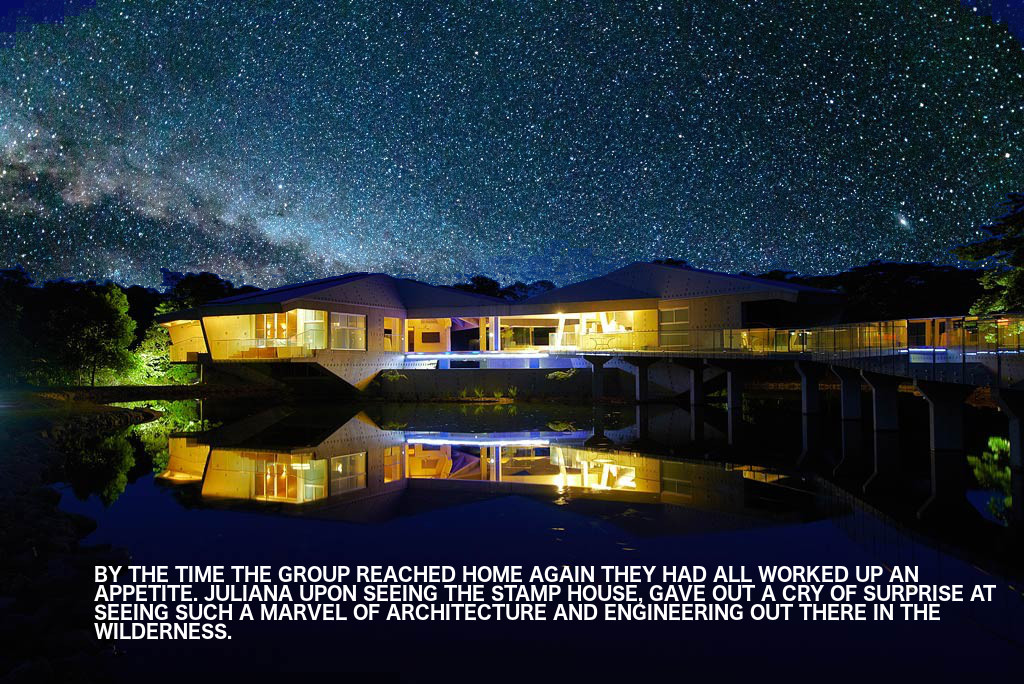 BY THE TIME THE GROUP REACHED HOME AGAIN THEY HAD ALL WORKED UP AN
APPETITE. JULIANA UPON SEEING THE STAMP HOUSE, GAVE OUT A CRY OF SURPRISE AT
SEEING SUCH A MARVEL OF ARCHITECTURE AND ENGINEERING OUT THERE IN THE
WILDERNESS.